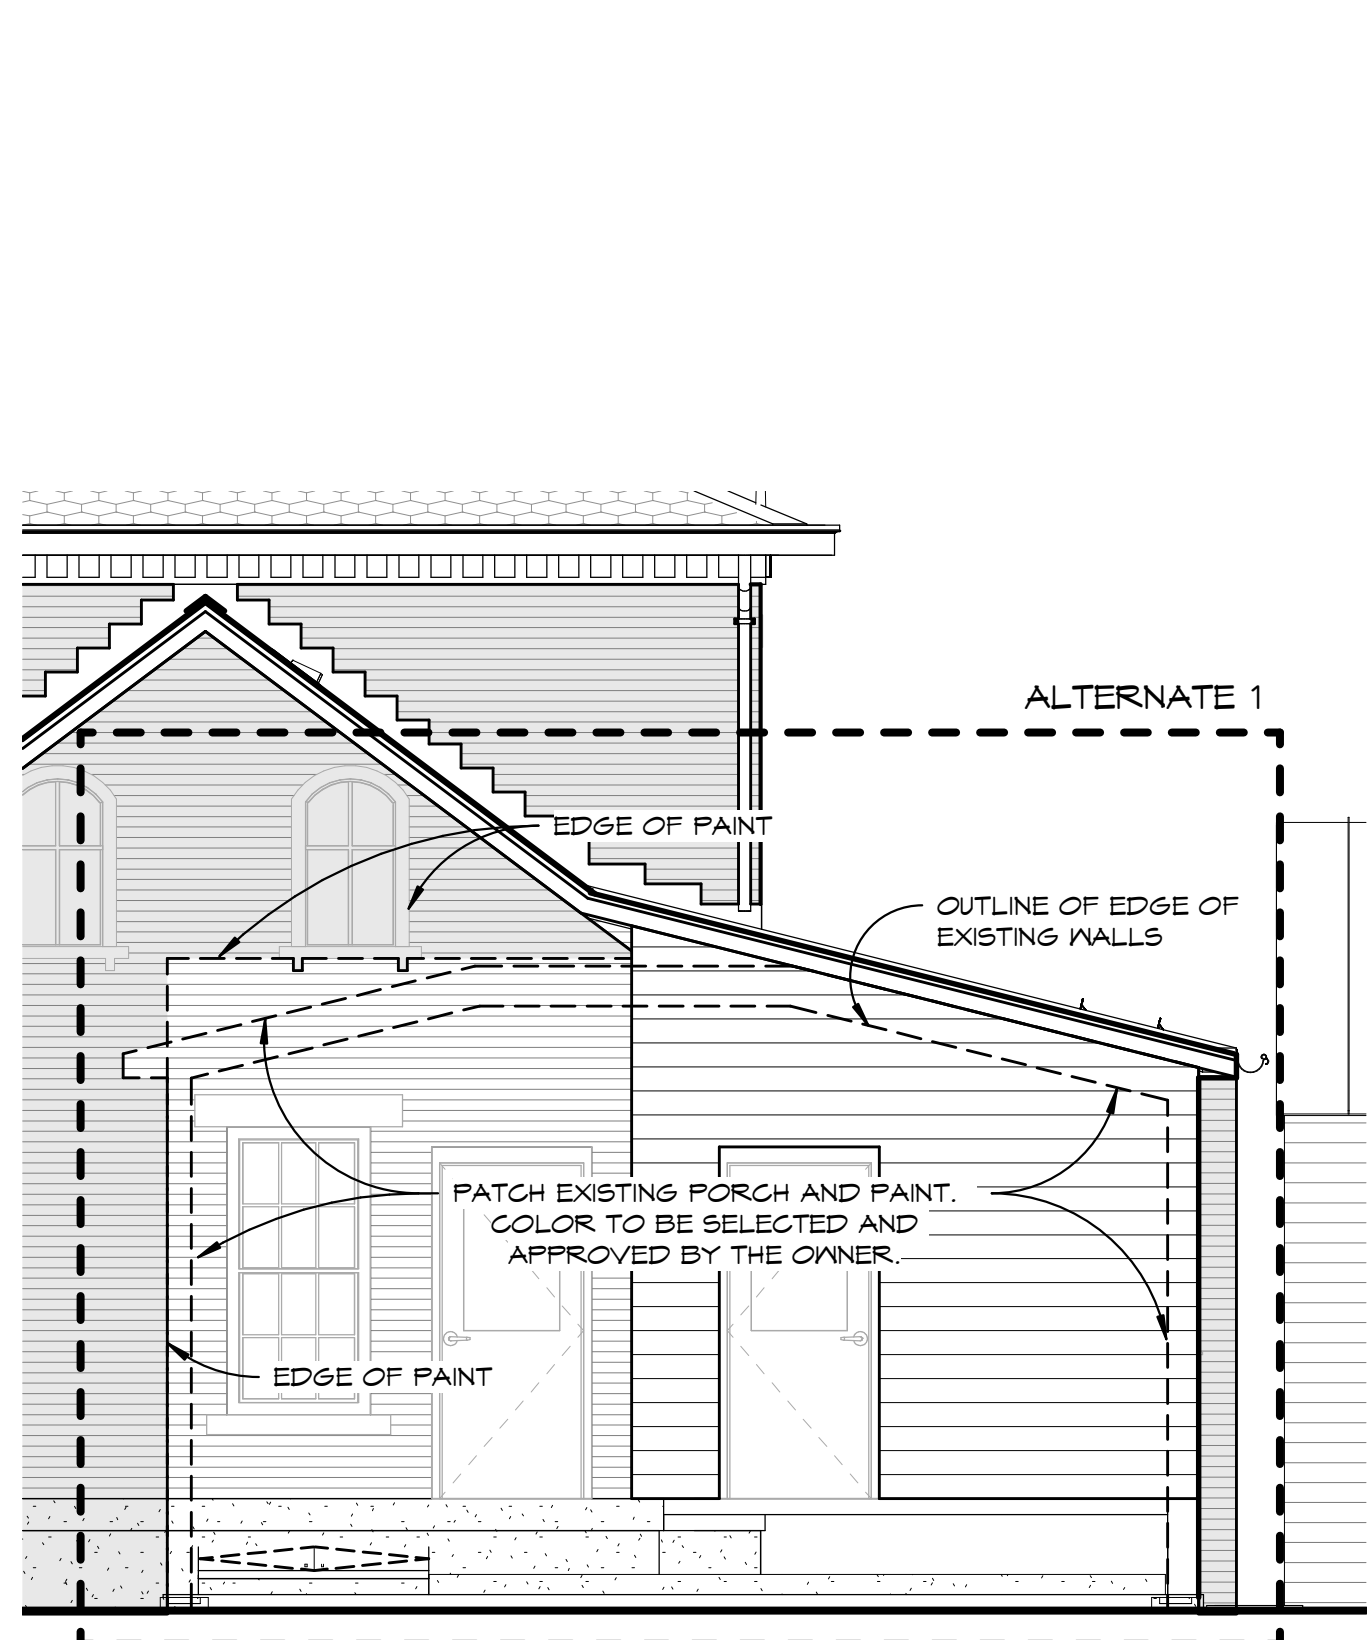 ALTERNATE 1
EDGE OF PAINT
OUTLINE OF EDGE OF
EXISTING WALLS
PATCH EXISTING PORCH AND PAINT.
COLOR TO BE SELECTED AND
APPROVED BY THE OWNER.
EDGE OF PAINT